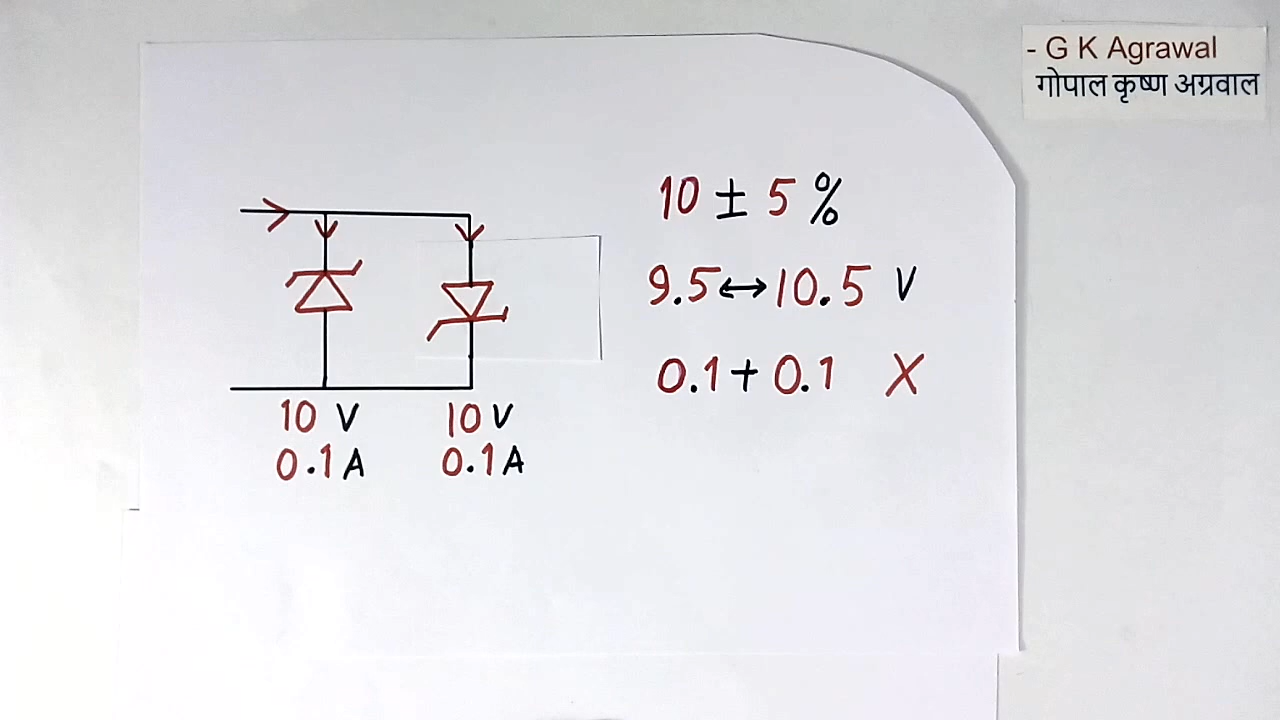 - G K Agrawal
गोपाल कृष्ण अग्रवाल
10 ± 5 %
9.5↔10.5 V
0.1+0.1 X
10 V 10 V
0.1 A 0.1 A